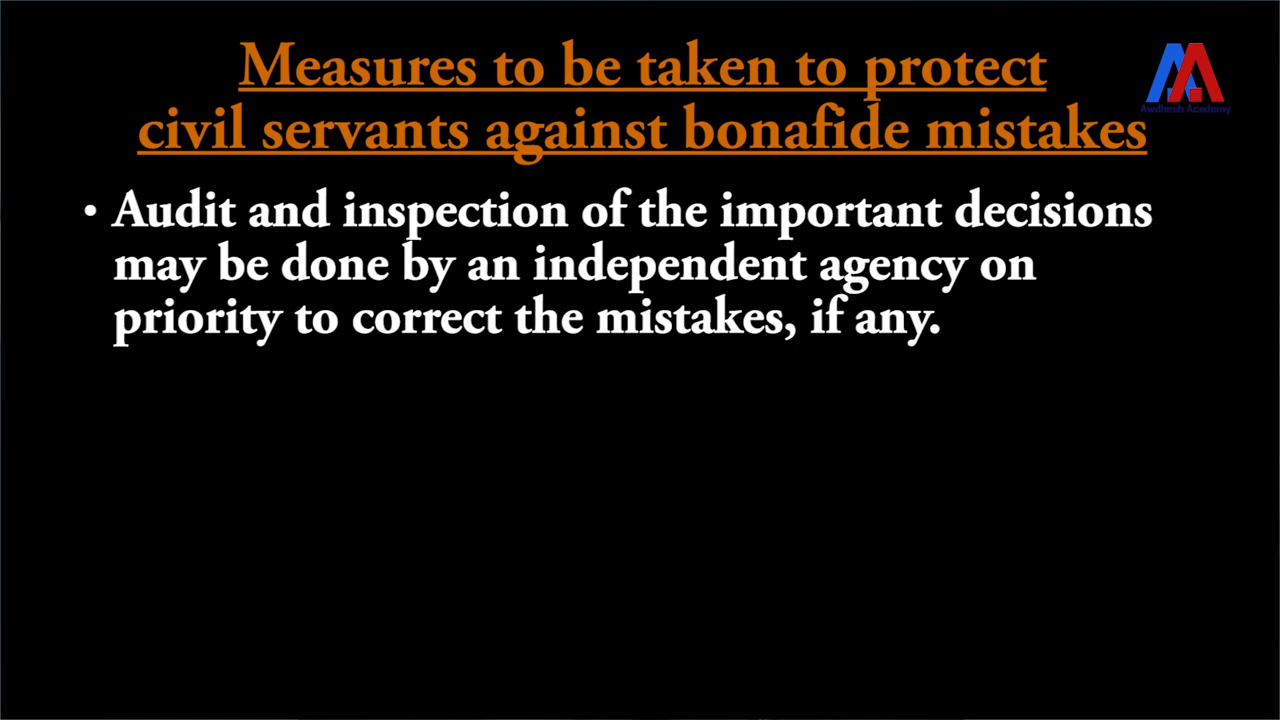 Measures to be taken to protect
civil servants against bonafide mistakes
Awdhesh Academy
• Audit and inspection of the important decisions
may be done by an independent agency on
priority to correct the mistakes, if any.